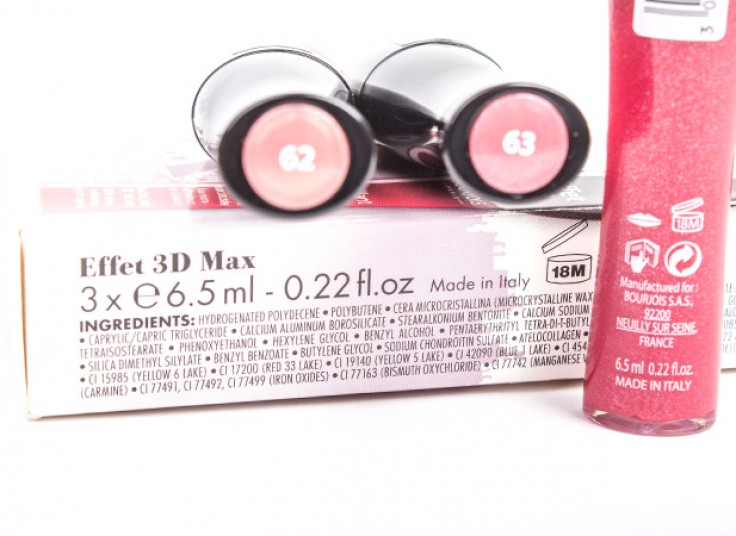 62
63
Effet 3D Max
3 x e 6.5 ml - 0.22 fl.oz Made in Italy
18M
INGREDIENTS: HYDROGENATED POLYDECENE • POLYBUTENE • CERA MICROCRISTALLINA (MICROCRYSTALLINE WAX
• CAPRYLIC/CAPRIC TRIGLYCERIDE • CALCIUM ALUMINUM BOROSILICATE • STEARALKONIUM BENTONITE • CALCIUM SODIUM
TETRAISOSTEARATE • PHENOXYETHANOL • HEXYLENE GLYCOL • BENZYL ALCOHOL • PENTAERYTHRITYL TETRA-DI-T-BUTYL
• SILICA DIMETHYL SILYLATE • BENZYL BENZOATE • BUTYLENE GLYCOL • SODIUM CHONDROITIN SULFATE • ATELOCOLLAGEN •
• CI 15985 (YELLOW 6 LAKE) • CI 17200 (RED 33 LAKE) • CI 19140 (YELLOW 5 LAKE) • CI 42090 (BLUE 1 LAKE) • CI 454
(CARMINE) • CI 77491, CI 77492, CI 77499 (IRON OXIDES) • CI 77163 (BISMUTH OXYCHLORIDE) • CI 77742 (MANGANESE V
18M
Manufactured for:
BOURJOIS S.A.S.,
92200
NEUILLY SUR SEINE,
FRANCE
6.5 ml 0.22 fl.oz.
MADE IN ITALY